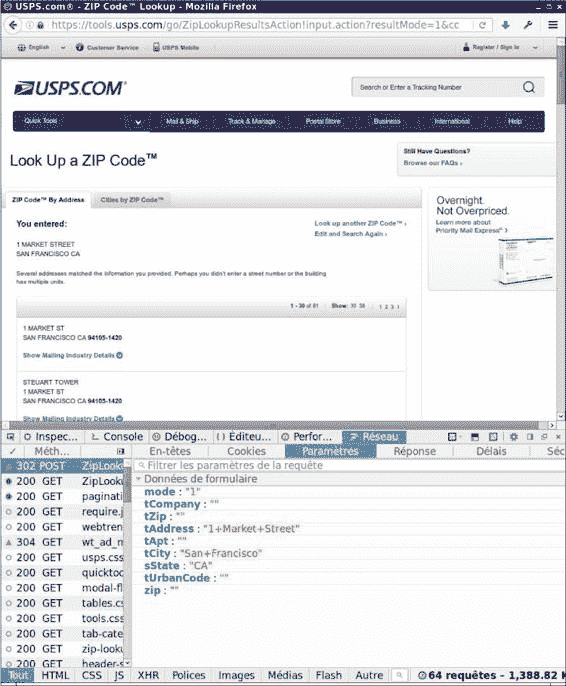 USPS.com® - ZIP Code™ Lookup - Mozilla Firefox
https://tools.usps.com/go/ZipLookupResultsAction!input.action?resultMode=1&cc
English
Customer Service
USPS Mobile
Register / Sign In
USPS.COM®
Search or Enter a Tracking Number
Quick Tools
Mail & Ship
Track & Manage
Postal Store
Business
International
Help
Look Up a ZIP Code™
Still Have Questions?
Browse our FAQs ›
ZIP Code™ By Address
Cities by ZIP Code™
You entered:
Look up another ZIP Code™ ›
Edit and Search Again ›
1 MARKET STREET
SAN FRANCISCO CA
Several addresses matched the information you provided. Perhaps you didn't enter a street number or the building
has multiple units.
Overnight.
Not Overpriced.
Learn more about
Priority Mail Express™ ›
1 - 30 of 81 | Show: 30 50 | 1 2 3
1 MARKET ST
SAN FRANCISCO CA 94105-1420
Show Mailing Industry Details
STEUART TOWER
1 MARKET ST
SAN FRANCISCO CA 94105-1420
Show Mailing Industry Details
Inspec... Console Débog... Éditeu... Perfor... Réseau
Méth...
En-têtes Cookies Paramètres Réponse Délais Séc
302 POST ZipLooku
200 GET ZipLooku
200 GET paginati
200 GET require.j
200 GET webtren
304 GET wt_ad_n
200 GET usps.css
200 GET quicktoo
200 GET modal-fl
200 GET tables.cs
200 GET tools.css
200 GET tab-cate
200 GET zip-looku
200 GET header-s
Filtrer les paramètres de la requête
Données de formulaire
mode : "1"
tCompany : ""
tZip : ""
tAddress : "1+Market+Street"
tApt : ""
tCity : "San+Francisco"
sState : "CA"
tUrbanCode : ""
zip : ""
Tout HTML CSS JS XHR Polices Images Médias Flash Autre
64 requêtes - 1,388.82 K